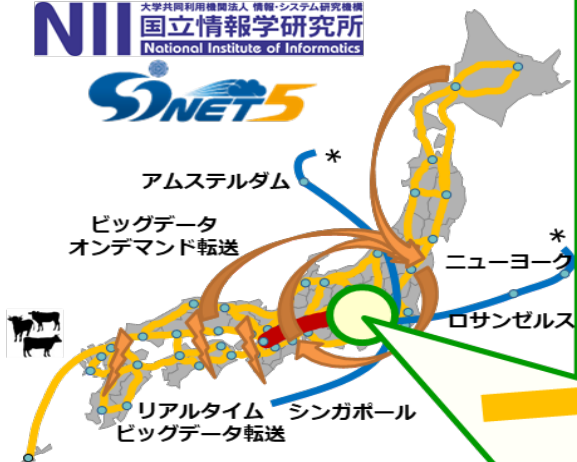 NII
大学共同利用機関法人 情報・システム研究機構
国立情報学研究所
National Institute of Informatics
SINET5
アムステルダム
*
ビッグデータ
オンデマンド転送
*
ニューヨーク
ロサンゼルス
リアルタイム
ビッグデータ転送
シンガポール